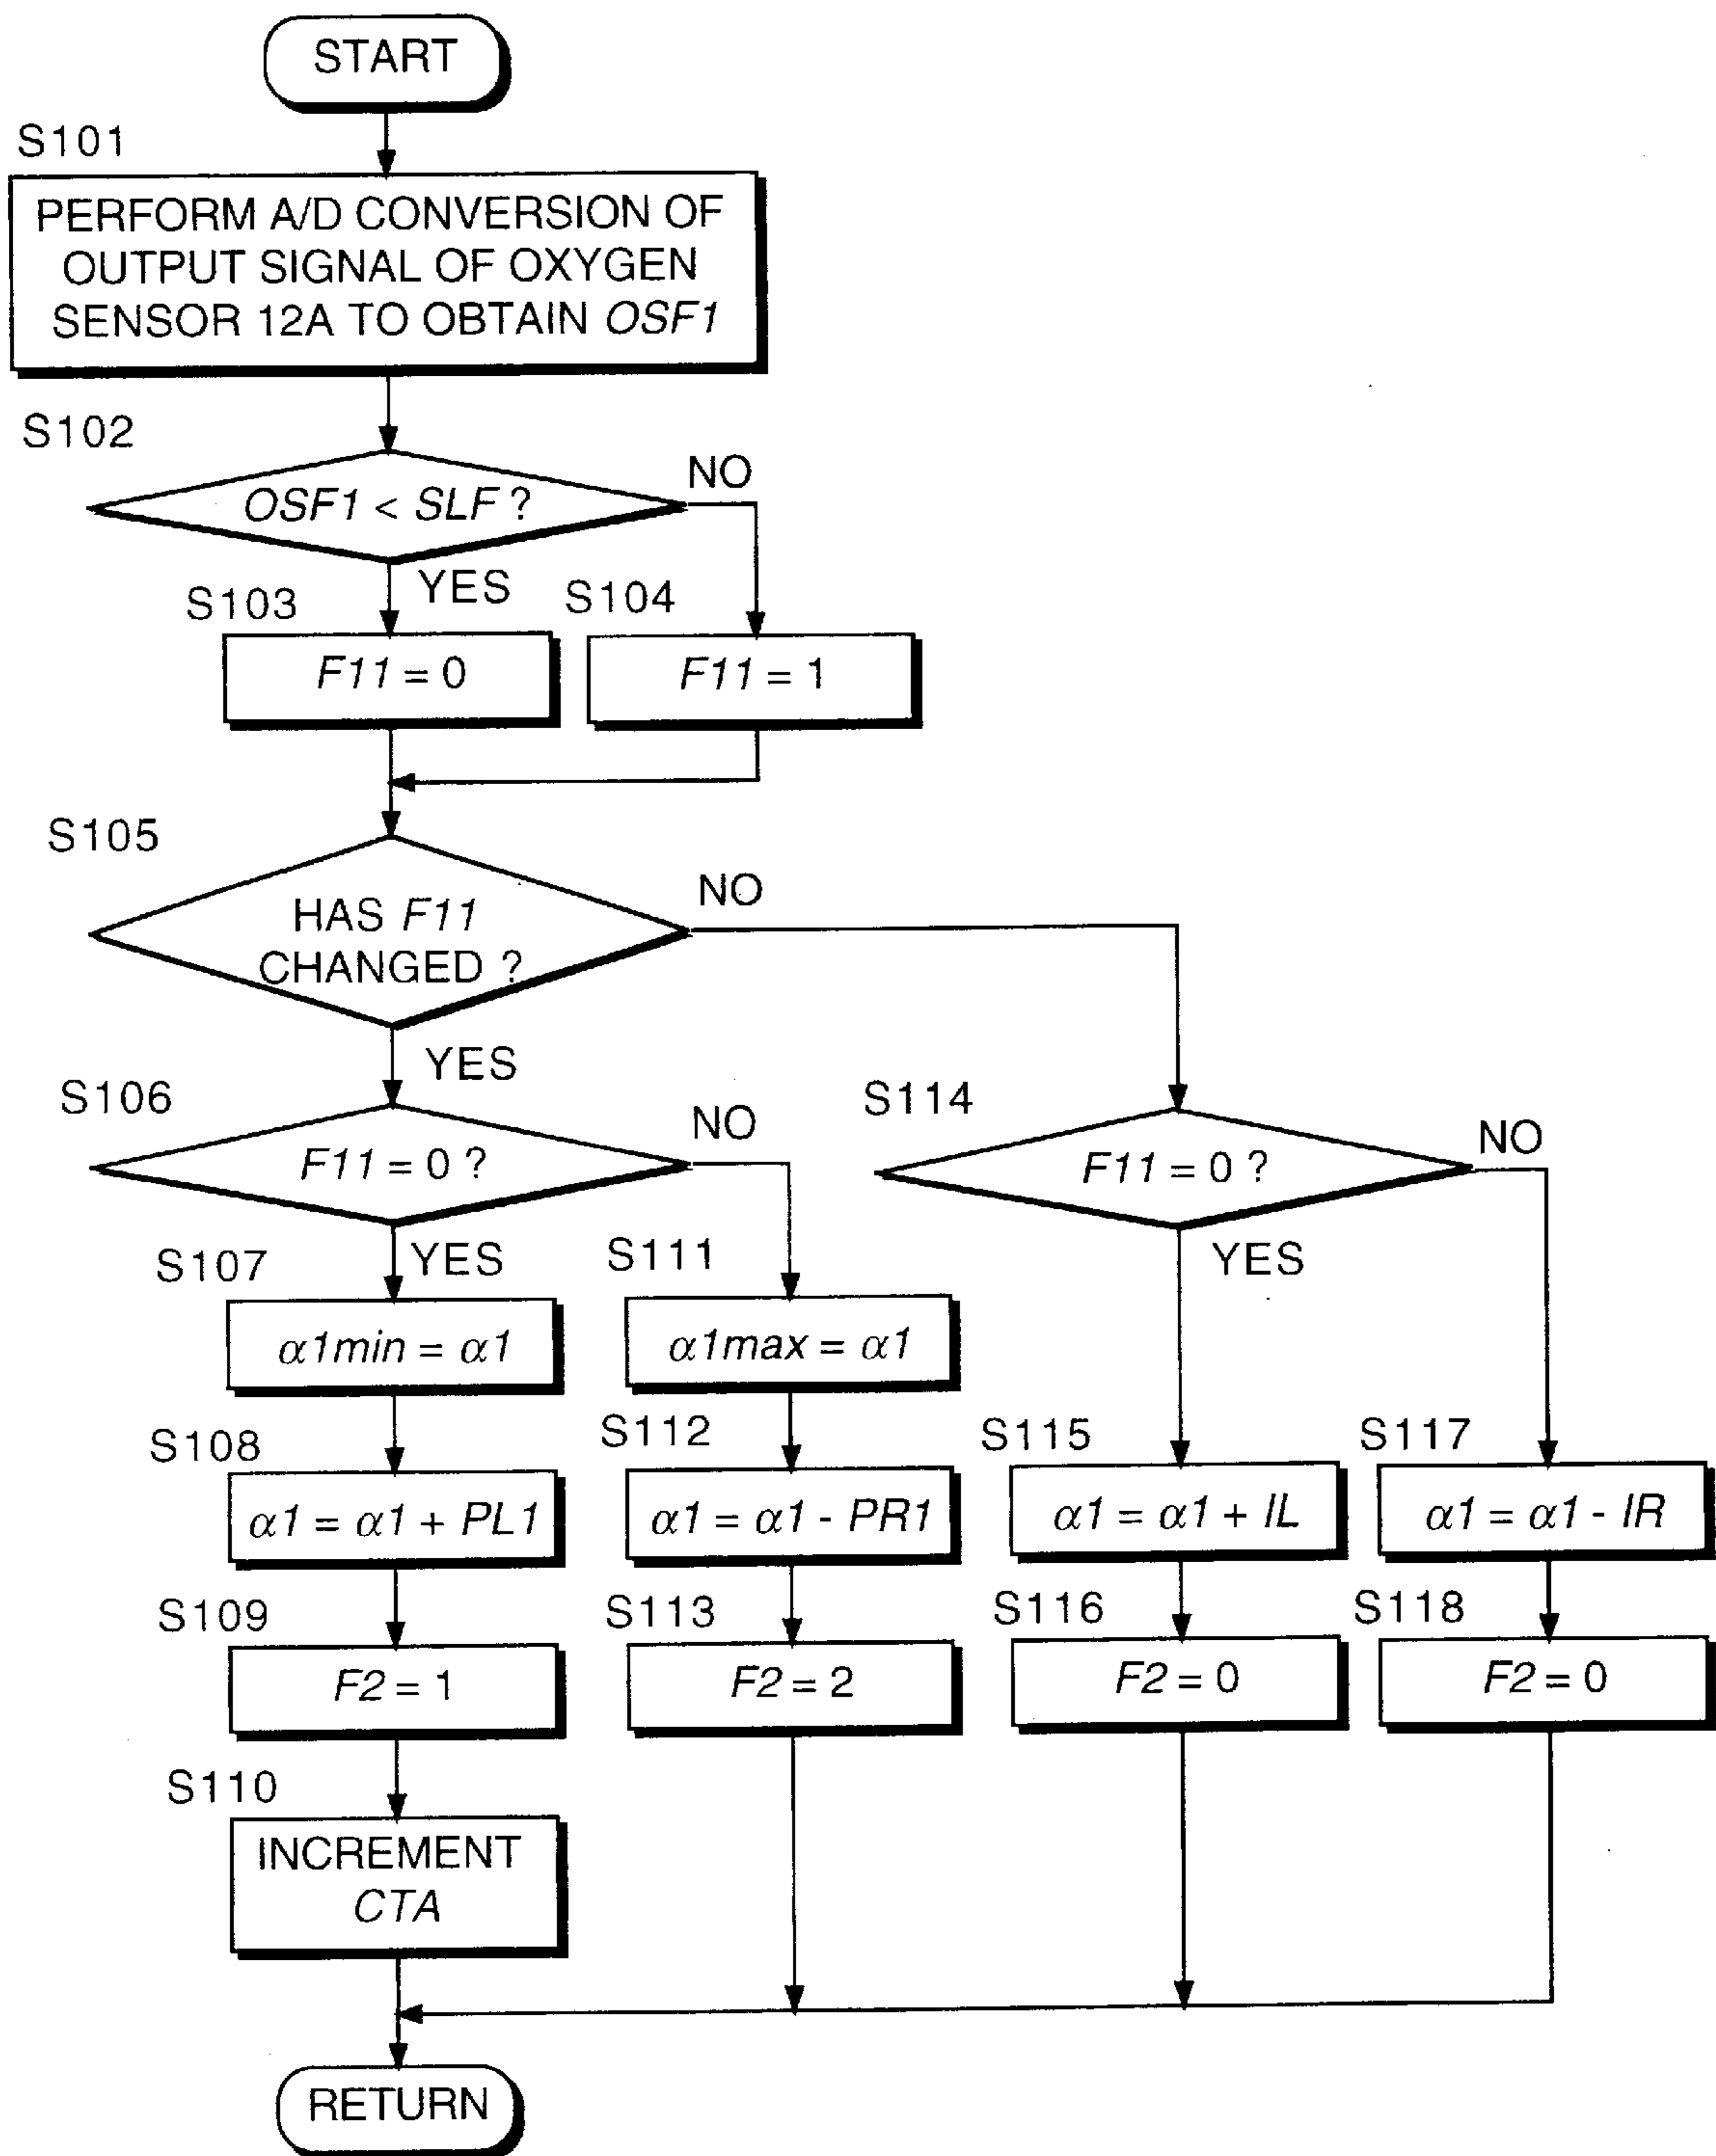 START
S101
PERFORM A/D CONVERSION OF
OUTPUT SIGNAL OF OXYGEN
SENSOR 12A TO OBTAIN OSF1
S102
OSF1 < SLF ?
NO
YES
S103
F11 = 0
S104
F11 = 1
S105
HAS F11
CHANGED ?
NO
YES
S106
F11 = 0 ?
NO
YES
S114
F11 = 0 ?
NO
YES
S107
α1min = α1
S111
α1max = α1
S108
α1 = α1 + PL1
S112
α1 = α1 - PR1
S115
α1 = α1 + IL
S117
α1 = α1 - IR
S109
F2 = 1
S113
F2 = 2
S116
F2 = 0
S118
F2 = 0
S110
INCREMENT
CTA
RETURN